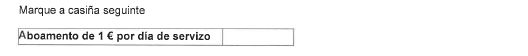 Marque a casiña seguinte
Aboamento de 1 € por día de servizo